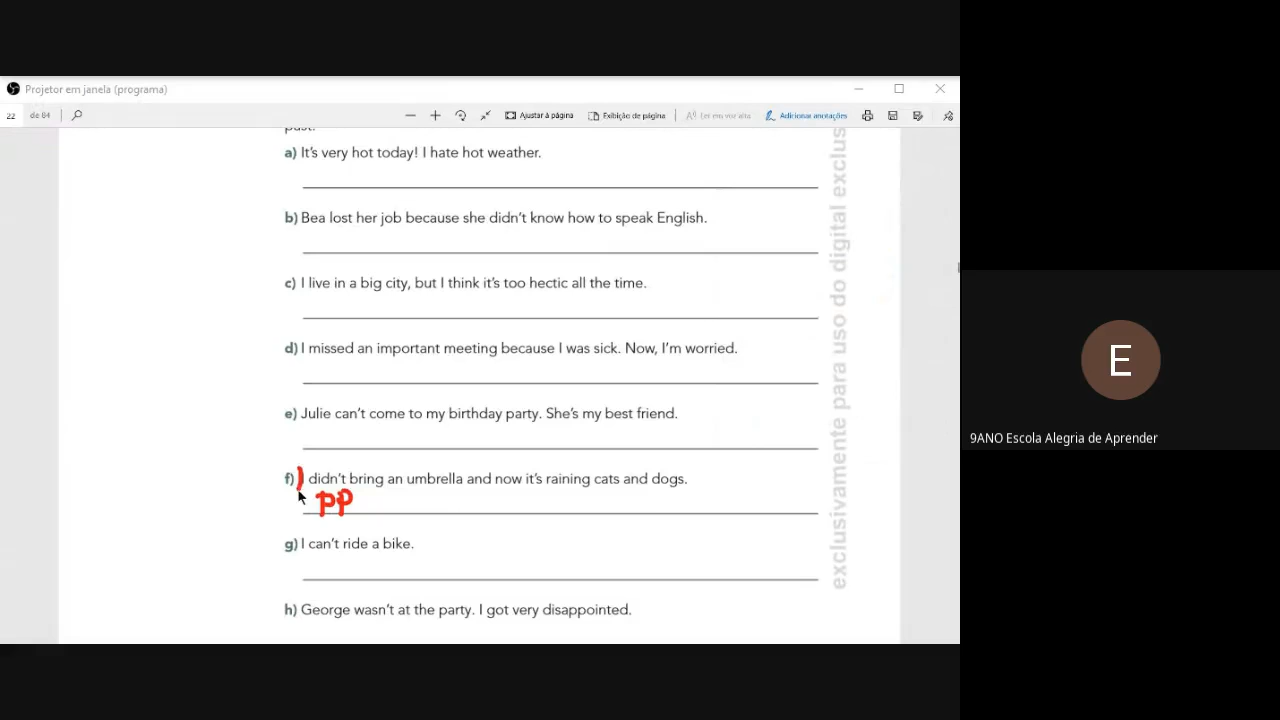 Projetor em janela (programa)
22 de 84 Ajustar à página Exibição de página Ler em voz alta Adicionar anotações
past.
a) It's very hot today! I hate hot weather.
b) Bea lost her job because she didn't know how to speak English.
c) I live in a big city, but I think it's too hectic all the time.
d) I missed an important meeting because I was sick. Now, I'm worried.
e) Julie can't come to my birthday party. She's my best friend.
f) I didn't bring an umbrella and now it's raining cats and dogs.
PP
g) I can't ride a bike.
h) George wasn't at the party. I got very disappointed.
exclusivamente para uso do digital exclus
E
9ANO Escola Alegria de Aprender